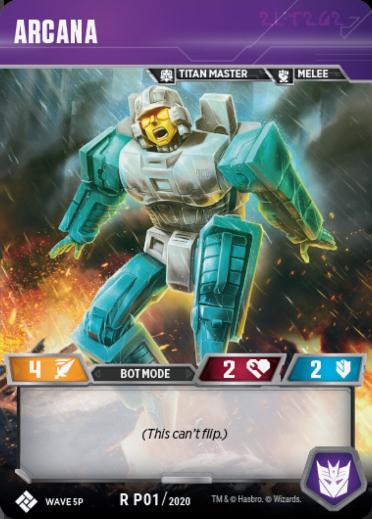 ARCANA
TITAN MASTER MELEE
4 BOT MODE 2 2
(This can't flip.)
WAVE 5P R P01/2020 TM & © Hasbro. © Wizards.